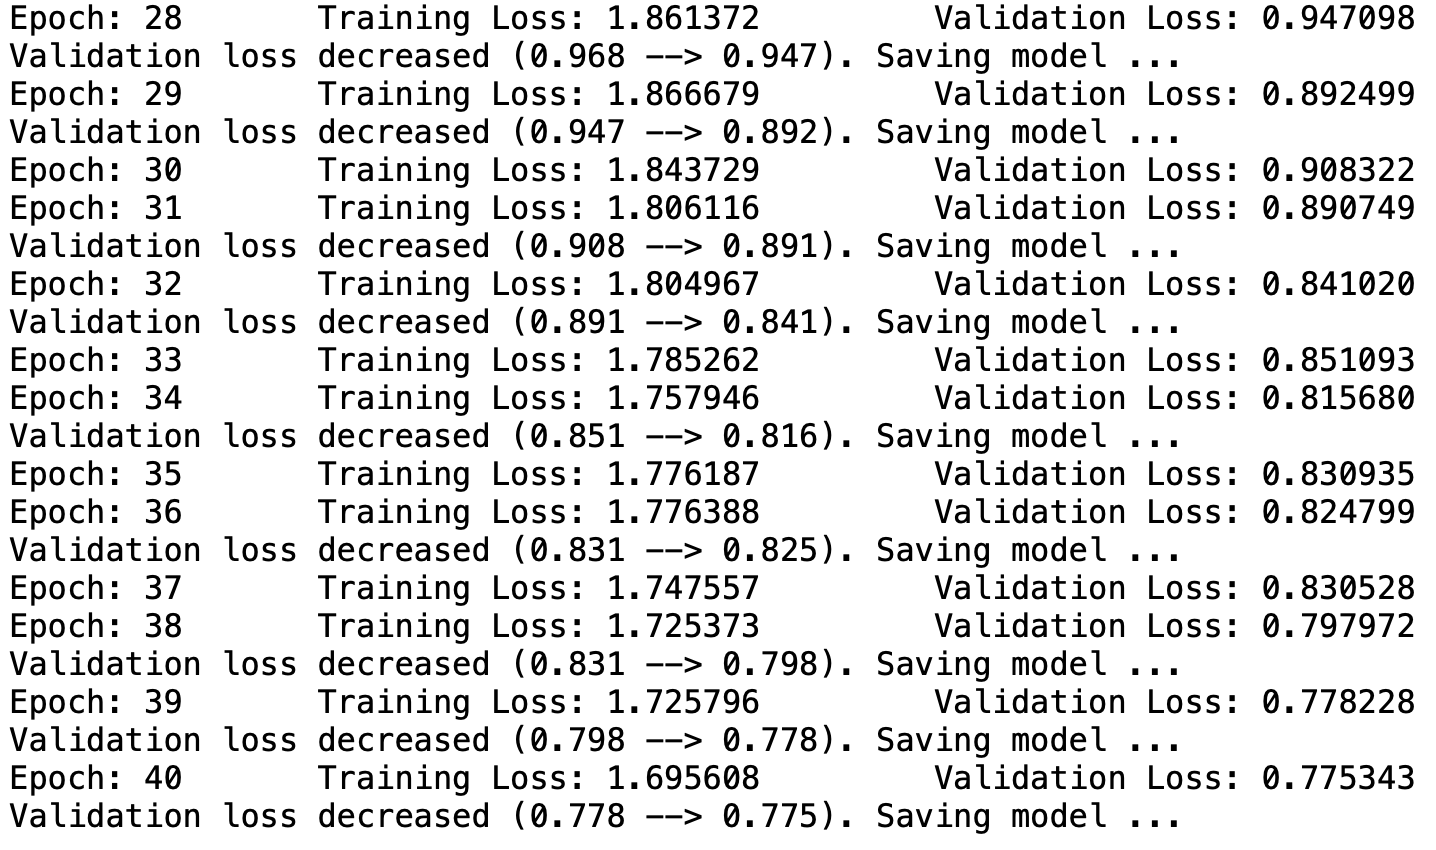 Epoch: 28 Training Loss: 1.861372 Validation Loss: 0.947098
Validation loss decreased (0.968 --> 0.947). Saving model ...
Epoch: 29 Training Loss: 1.866679 Validation Loss: 0.892499
Validation loss decreased (0.947 --> 0.892). Saving model ...
Epoch: 30 Training Loss: 1.843729 Validation Loss: 0.908322
Epoch: 31 Training Loss: 1.806116 Validation Loss: 0.890749
Validation loss decreased (0.908 --> 0.891). Saving model ...
Epoch: 32 Training Loss: 1.804967 Validation Loss: 0.841020
Validation loss decreased (0.891 --> 0.841). Saving model ...
Epoch: 33 Training Loss: 1.785262 Validation Loss: 0.851093
Epoch: 34 Training Loss: 1.757946 Validation Loss: 0.815680
Validation loss decreased (0.851 --> 0.816). Saving model ...
Epoch: 35 Training Loss: 1.776187 Validation Loss: 0.830935
Epoch: 36 Training Loss: 1.776388 Validation Loss: 0.824799
Validation loss decreased (0.831 --> 0.825). Saving model ...
Epoch: 37 Training Loss: 1.747557 Validation Loss: 0.830528
Epoch: 38 Training Loss: 1.725373 Validation Loss: 0.797972
Validation loss decreased (0.831 --> 0.798). Saving model ...
Epoch: 39 Training Loss: 1.725796 Validation Loss: 0.778228
Validation loss decreased (0.798 --> 0.778). Saving model ...
Epoch: 40 Training Loss: 1.695608 Validation Loss: 0.775343
Validation loss decreased (0.778 --> 0.775). Saving model ...